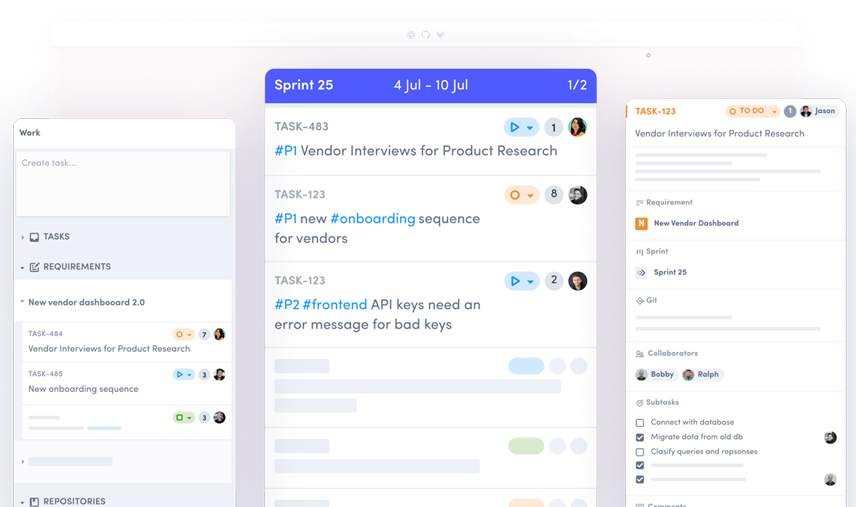 Work
Create task...
TASKS
REQUIREMENTS
New vendor dashbooard 2.0
TASK-484
7
Vendor Interviews for Product Research
TASK-485
3
New onboarding sequence
3
REPOSITORIES
Sprint 25
4 Jul - 10 Jul
1/2
TASK-483
1
#P1 Vendor Interviews for Product Research
TASK-123
8
#P1 new #onboarding sequence
for vendors
TASK-123
2
#P2 #frontend API keys need an
error message for bad keys
TASK-123
TO DO
1
Jason
Vendor Interviews for Product Research
Requirement
N
New Vendor Dashboard
Sprint
Sprint 25
Git
Collaborators
Bobby
Ralph
Subtasks
Connect with database
Migrate data from old db
Clasify queries and repsonses
Comments